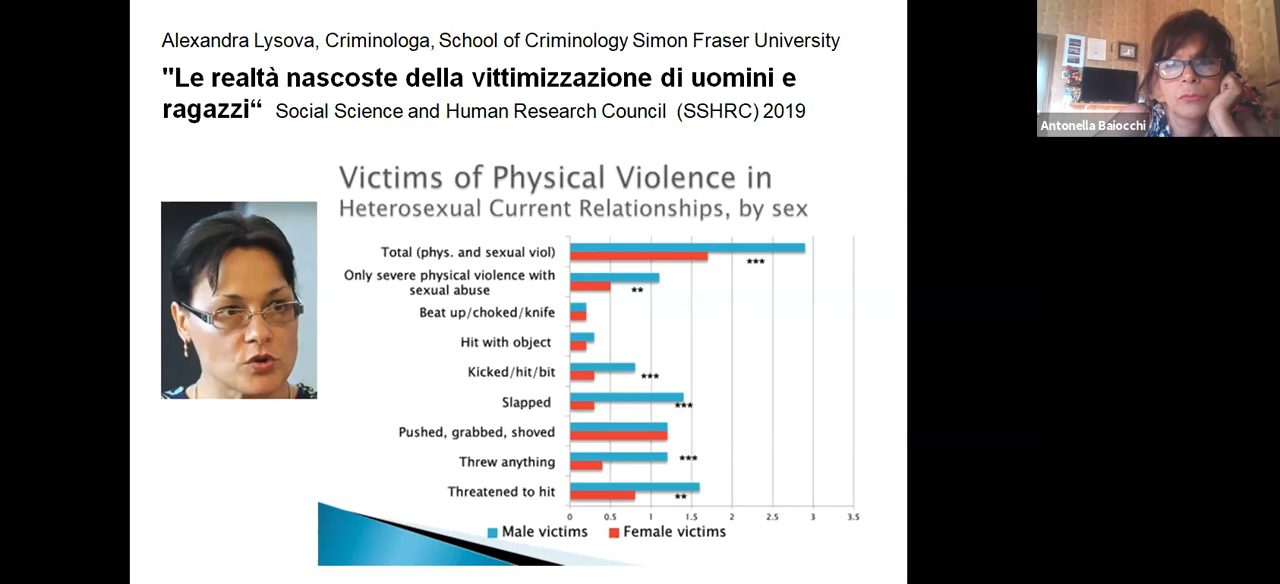 Alexandra Lysova, Criminologa, School of Criminology Simon Fraser University
"Le realtà nascoste della vittimizzazione di uomini e
ragazzi“ Social Science and Human Research Council (SSHRC) 2019
Antonella Baiocchi
Victims of Physical Violence in
Heterosexual Current Relationships, by sex
Total (phys. and sexual viol)
***
Only severe physical violence with
sexual abuse
**
Beat up/choked/knife
Hit with object
Kicked/hit/bit
***
Slapped
***
Pushed, grabbed, shoved
Threw anything
***
Threatened to hit
**
0 0.5 1 1.5 2 2.5 3 3.5
Male victims Female victims